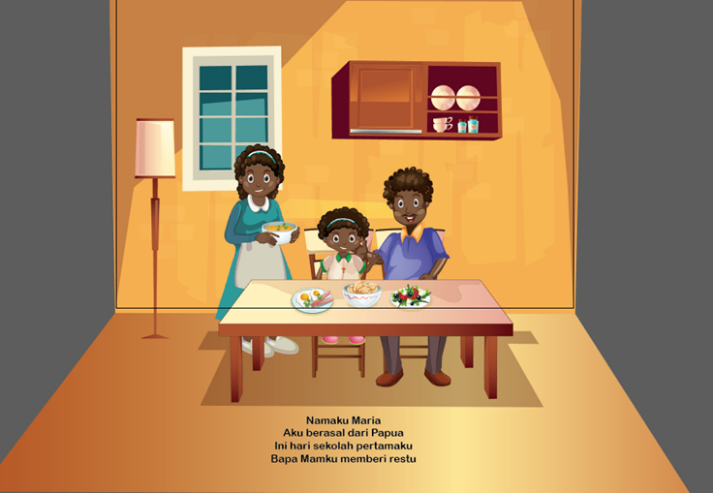 Namaku Maria
Aku berasal dari Papua
Ini hari sekolah pertamaku
Bapa Mamku memberi restu